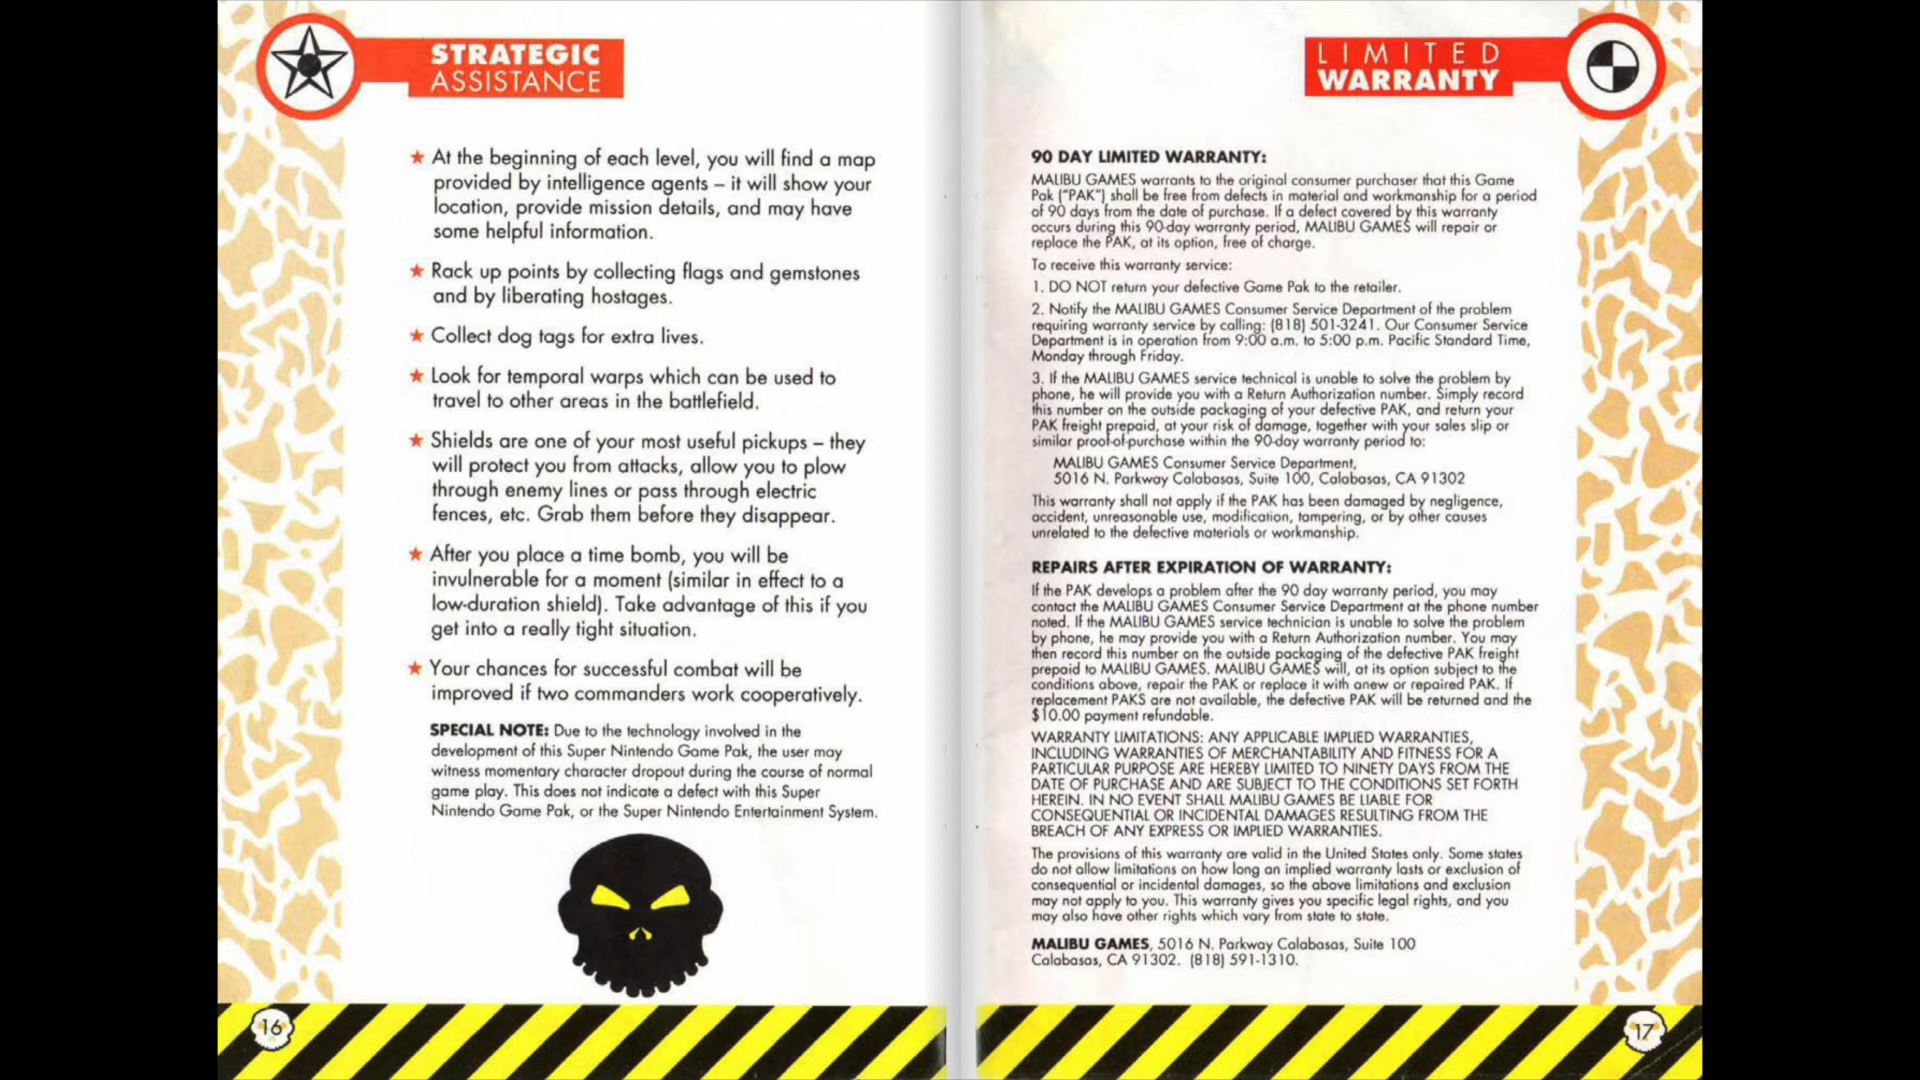 STRATEGIC
ASSISTANCE
★ At the beginning of each level, you will find a map
provided by intelligence agents – it will show your
location, provide mission details, and may have
some helpful information.
★ Rack up points by collecting flags and gemstones
and by liberating hostages.
★ Collect dog tags for extra lives.
★ Look for temporal warps which can be used to
travel to other areas in the battlefield.
★ Shields are one of your most useful pickups – they
will protect you from attacks, allow you to plow
through enemy lines or pass through electric
fences, etc. Grab them before they disappear.
★ After you place a time bomb, you will be
invulnerable for a moment (similar in effect to a
low-duration shield). Take advantage of this if you
get into a really tight situation.
★ Your chances for successful combat will be
improved if two commanders work cooperatively.
SPECIAL NOTE: Due to the technology involved in the
development of this Super Nintendo Game Pak, the user may
witness momentary character dropout during the course of normal
game play. This does not indicate a defect with this Super
Nintendo Game Pak, or the Super Nintendo Entertainment System.
16
LIMITED
WARRANTY
90 DAY LIMITED WARRANTY:
MALIBU GAMES warrants to the original consumer purchaser that this Game
Pak ("PAK") shall be free from defects in material and workmanship for a period
of 90 days from the date of purchase. If a defect covered by this warranty
occurs during this 90-day warranty period, MALIBU GAMES will repair or
replace the PAK, at its option, free of charge.
To receive this warranty service:
1. DO NOT return your defective Game Pak to the retailer.
2. Notify the MALIBU GAMES Consumer Service Department of the problem
requiring warranty service by calling: (818) 501-3241. Our Consumer Service
Department is in operation from 9:00 a.m. to 5:00 p.m. Pacific Standard Time,
Monday through Friday.
3. If the MALIBU GAMES service technical is unable to solve the problem by
phone, he will provide you with a Return Authorization number. Simply record
this number on the outside packaging of your defective PAK, and return your
PAK freight prepaid, at your risk of damage, together with your sales slip or
similar proof-of-purchase within the 90-day warranty period to:
MALIBU GAMES Consumer Service Department,
5016 N. Parkway Calabasas, Suite 100, Calabasas, CA 91302
This warranty shall not apply if the PAK has been damaged by negligence,
accident, unreasonable use, modification, tampering, or by other causes
unrelated to the defective materials or workmanship.
REPAIRS AFTER EXPIRATION OF WARRANTY:
If the PAK develops a problem after the 90 day warranty period, you may
contact the MALIBU GAMES Consumer Service Department at the phone number
noted. If the MALIBU GAMES service technician is unable to solve the problem
by phone, he may provide you with a Return Authorization number. You may
then record this number on the outside packaging of the defective PAK freight
prepaid to MALIBU GAMES. MALIBU GAMES will, at its option subject to the
conditions above, repair the PAK or replace it with anew or repaired PAK. If
replacement PAKS are not available, the defective PAK will be returned and the
$10.00 payment refundable.
WARRANTY LIMITATIONS: ANY APPLICABLE IMPLIED WARRANTIES,
INCLUDING WARRANTIES OF MERCHANTABILITY AND FITNESS FOR A
PARTICULAR PURPOSE ARE HEREBY LIMITED TO NINETY DAYS FROM THE
DATE OF PURCHASE AND ARE SUBJECT TO THE CONDITIONS SET FORTH
HEREIN. IN NO EVENT SHALL MALIBU GAMES BE LIABLE FOR
CONSEQUENTIAL OR INCIDENTAL DAMAGES RESULTING FROM THE
BREACH OF ANY EXPRESS OR IMPLIED WARRANTIES.
The provisions of this warranty are valid in the United States only. Some states
do not allow limitations on how long an implied warranty lasts or exclusion of
consequential or incidental damages, so the above limitations and exclusion
may not apply to you. This warranty gives you specific legal rights, and you
may also have other rights which vary from state to state.
MALIBU GAMES, 5016 N. Parkway Calabasas, Suite 100
Calabasas, CA 91302. (818) 591-1310.
17